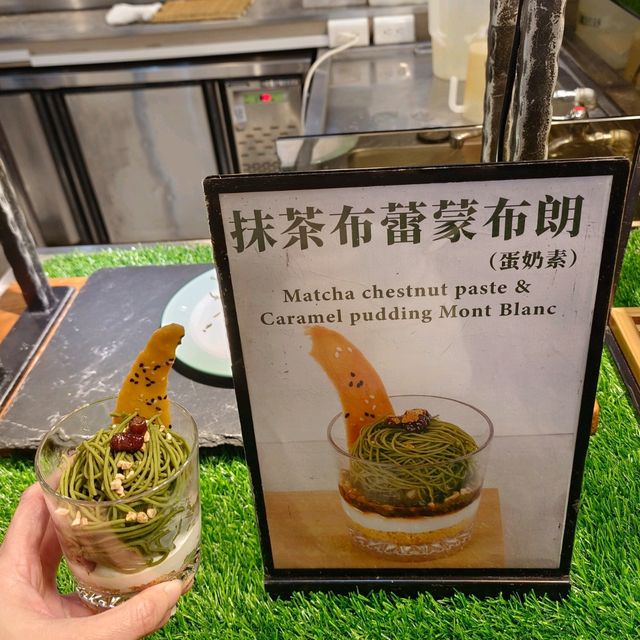 抹茶布蕾蒙布朗
(蛋奶素)
Matcha chestnut paste &
Caramel pudding Mont Blanc